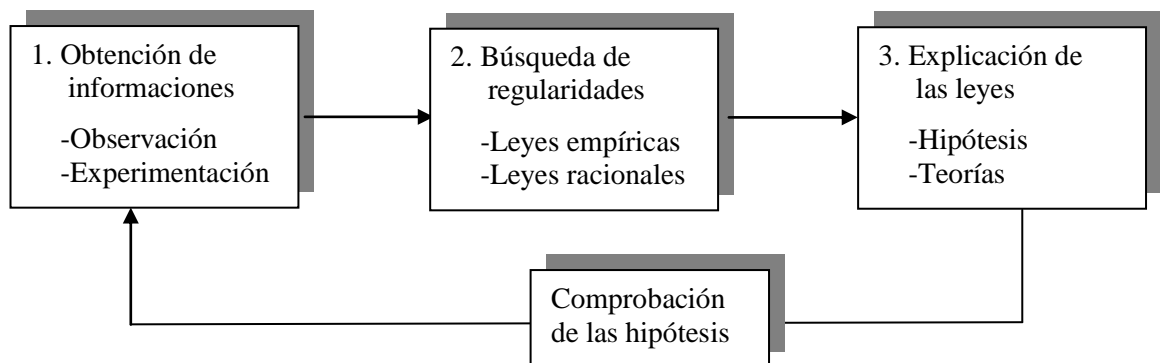 1. Obtención de
informaciones
-Observación
-Experimentación
2. Búsqueda de
regularidades
-Leyes empíricas
-Leyes racionales
3. Explicación de
las leyes
-Hipótesis
-Teorías
Comprobación
de las hipótesis